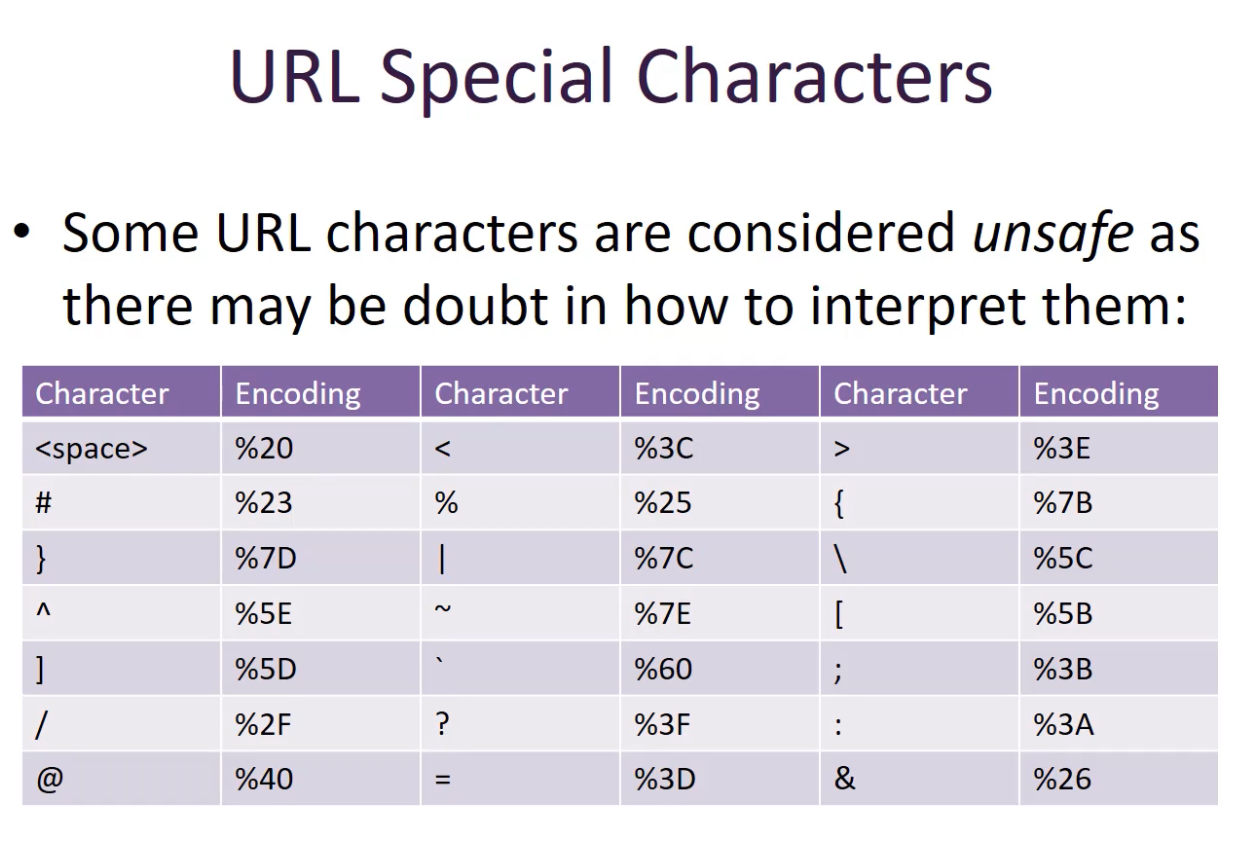 URL Special Characters
• Some URL characters are considered unsafe as
there may be doubt in how to interpret them:
Character Encoding Character Encoding Character Encoding
<space> %20 < %3C > %3E
# %23 % %25 { %7B
} %7D | %7C \ %5C
^ %5E ~ %7E [ %5B
] %5D ` %60 ; %3B
/ %2F ? %3F : %3A
@ %40 = %3D & %26